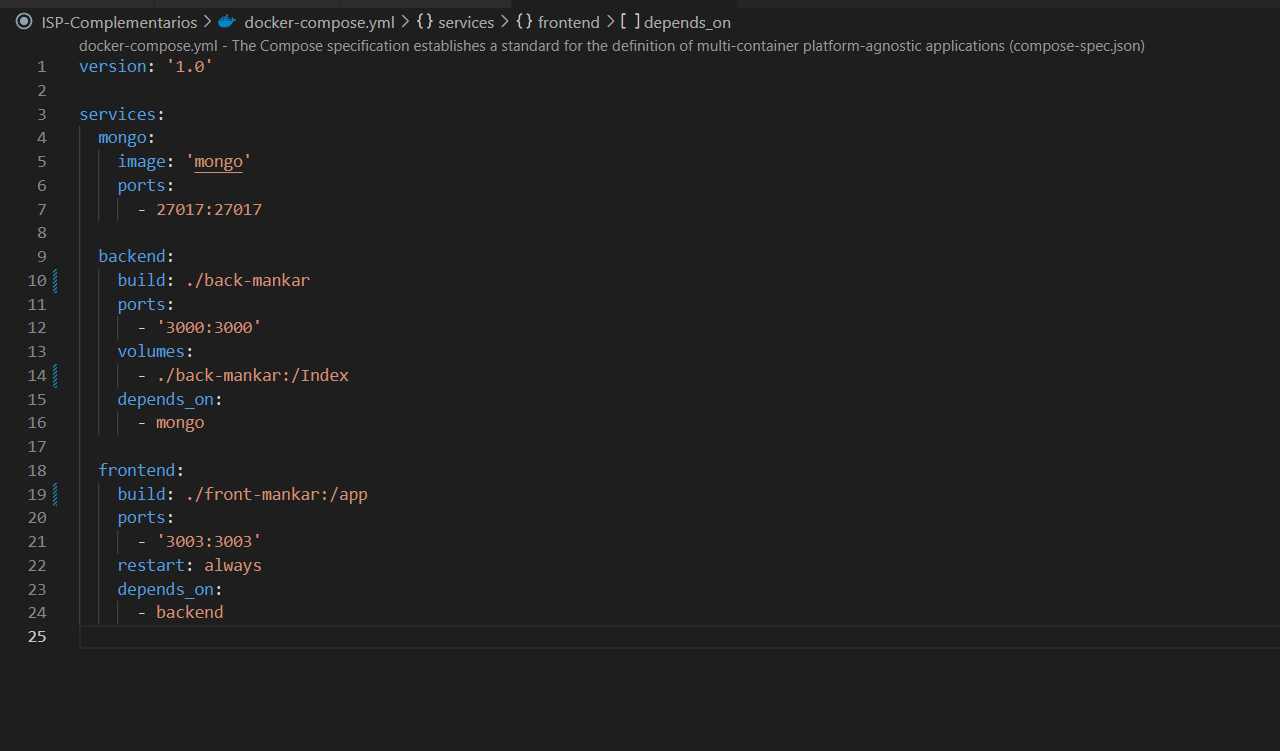 ISP-Complementarios > docker-compose.yml > {} services > {} frontend > [ ] depends_on
docker-compose.yml - The Compose specification establishes a standard for the definition of multi-container platform-agnostic applications (compose-spec.json)
1 version: '1.0'
2
3 services:
4   mongo:
5     image: 'mongo'
6     ports:
7       - 27017:27017
8
9   backend:
10     build: ./back-mankar
11     ports:
12       - '3000:3000'
13     volumes:
14       - ./back-mankar:/Index
15     depends_on:
16       - mongo
17
18   frontend:
19     build: ./front-mankar:/app
20     ports:
21       - '3003:3003'
22     restart: always
23     depends_on:
24       - backend
25